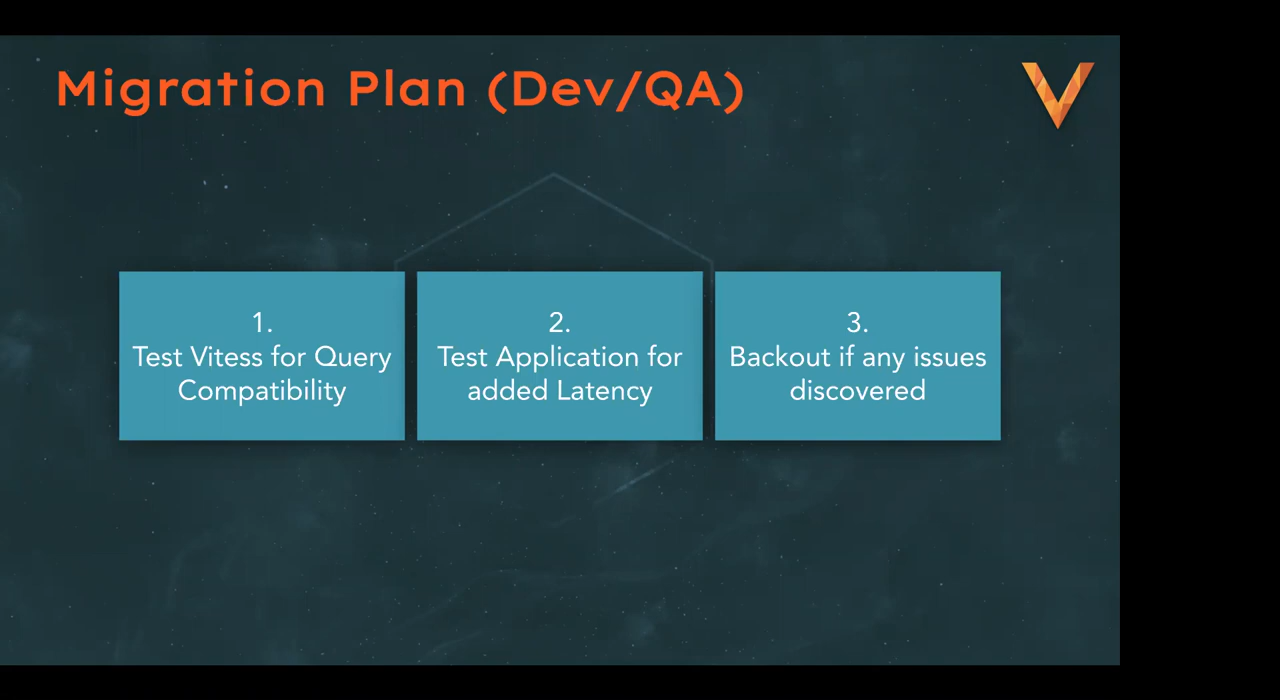 Migration Plan (Dev/QA)
1.
Test Vitess for Query
Compatibility
2.
Test Application for
added Latency
3.
Backout if any issues
discovered